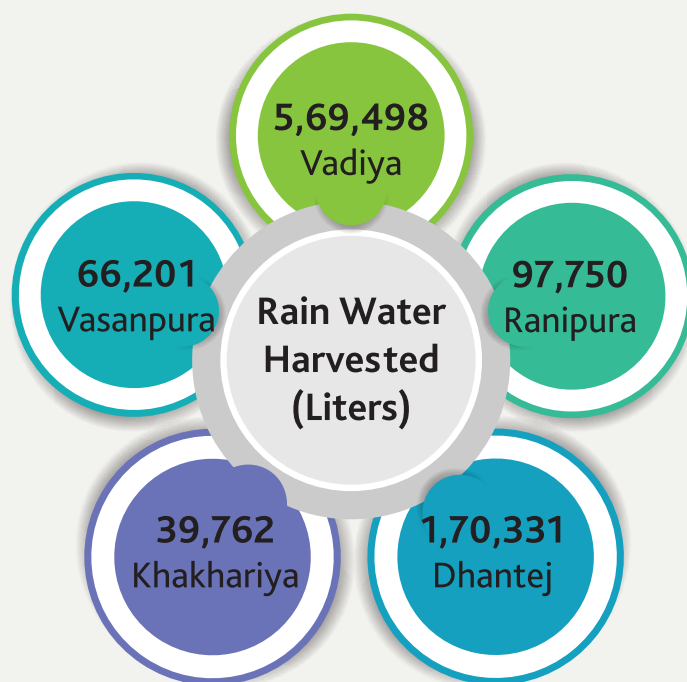 5,69,498
Vadiya
66,201
Vasanpura
97,750
Ranipura
Rain Water
Harvested
(Liters)
39,762
Khakhariya
1,70,331
Dhantej